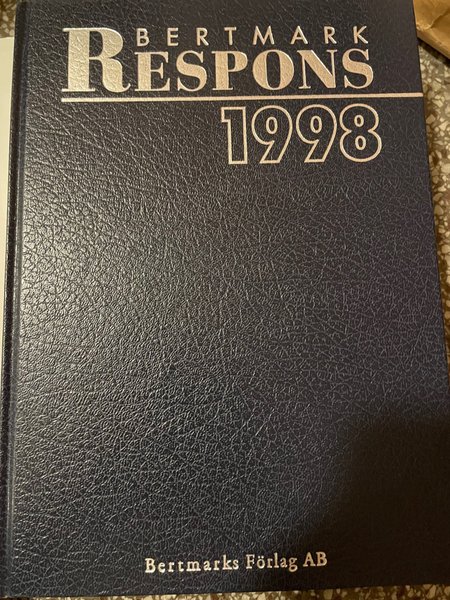 BERTMARK
RESPONS
1998
Bertmarks Förlag AB